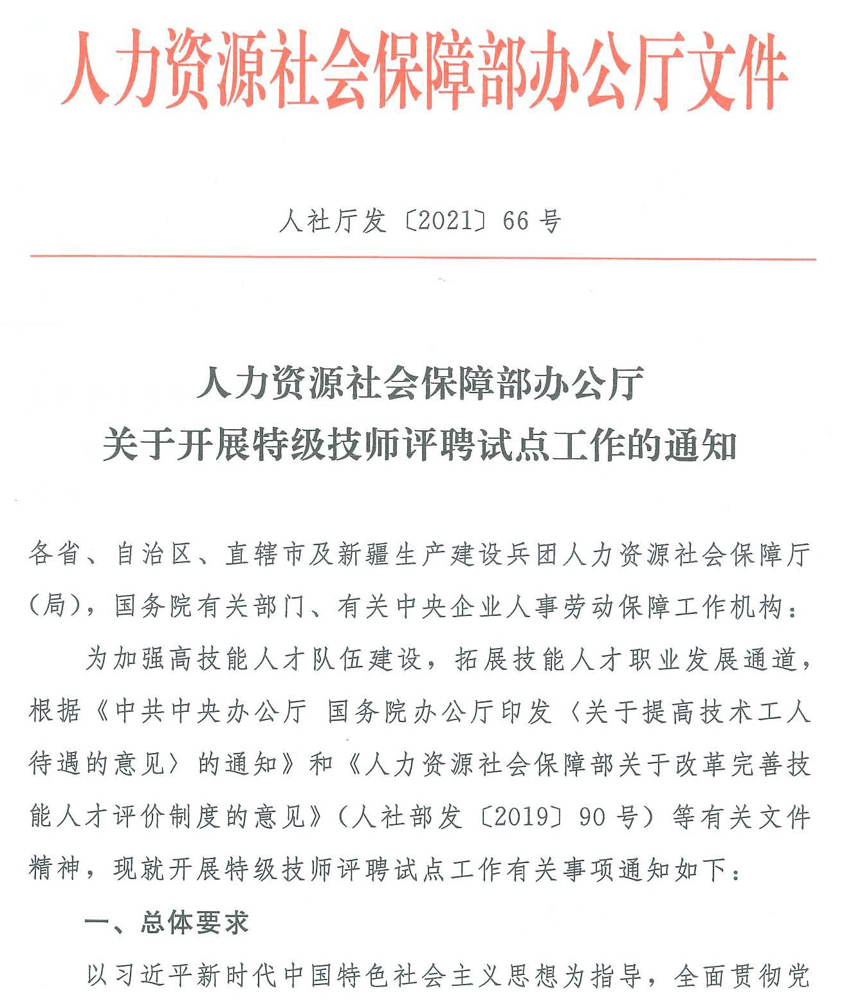 人力资源社会保障部办公厅文件
人社厅发〔2021〕66号
人力资源社会保障部办公厅
关于开展特级技师评聘试点工作的通知
各省、自治区、直辖市及新疆生产建设兵团人力资源社会保障厅
（局），国务院有关部门、有关中央企业人事劳动保障工作机构：
为加强高技能人才队伍建设，拓展技能人才职业发展通道，
根据《中共中央办公厅 国务院办公厅印发〈关于提高技术工人
待遇的意见〉的通知》和《人力资源社会保障部关于改革完善技
能人才评价制度的意见》（人社部发〔2019〕90号）等有关文件
精神，现就开展特级技师评聘试点工作有关事项通知如下：
一、总体要求
以习近平新时代中国特色社会主义思想为指导，全面贯彻党